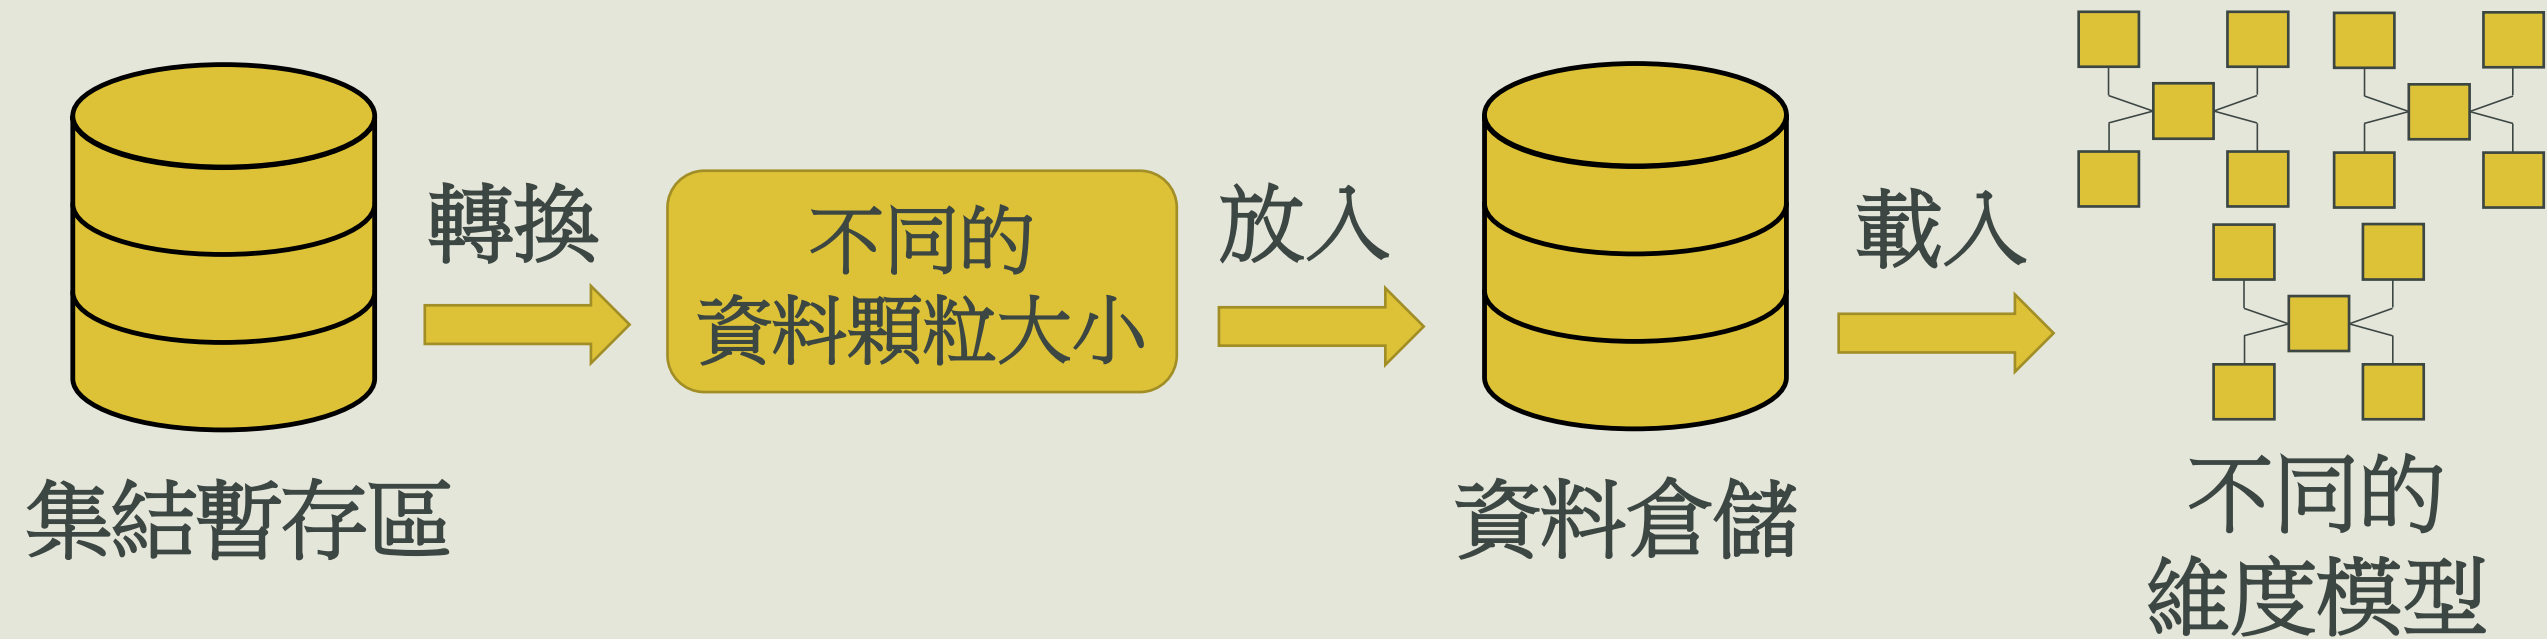 集結暫存區
轉換
不同的
資料顆粒大小
放入
資料倉儲
載入
不同的
維度模型